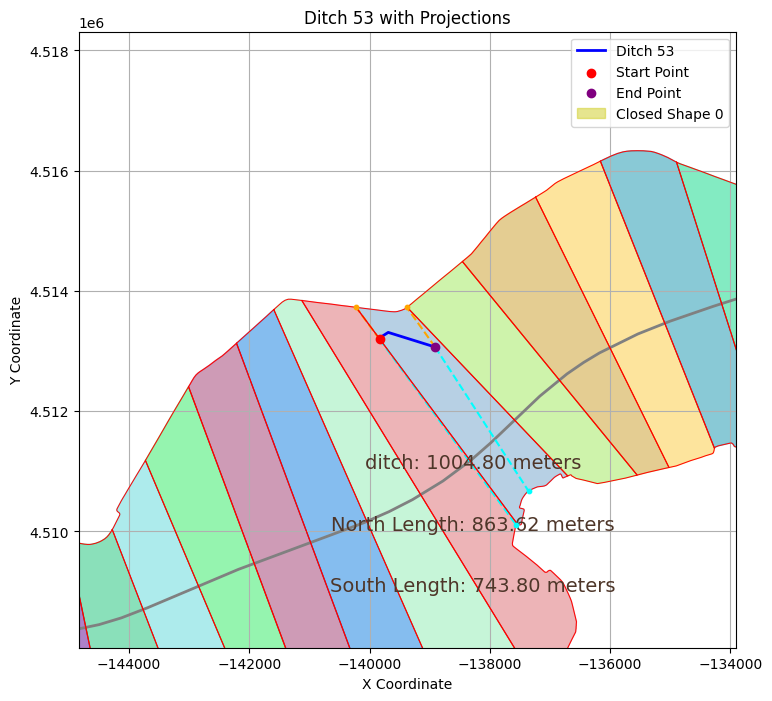 Ditch 53 with Projections
1e6
Ditch 53
Start Point
End Point
Closed Shape 0
4.518
4.516
4.514
4.512
4.510
Y Coordinate
ditch: 1004.80 meters
North Length: 863.52 meters
South Length: 743.80 meters
−144000
−142000
−140000
−138000
−136000
−134000
X Coordinate